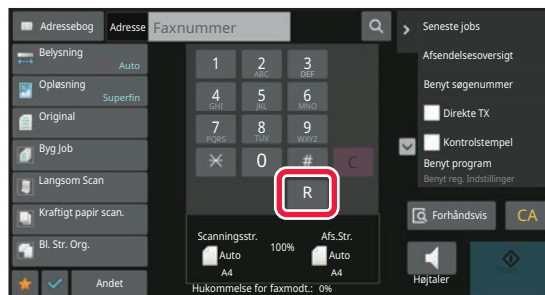 Adressebog
Adresse
Faxnummer
Belysning
Auto
Opløsning
Superfin
Original
Byg Job
Langsom Scan
Kraftigt papir scan.
Bl. Str. Org.
Andet
1
2
ABC
3
DEF
4
GHI
5
JKL
6
MNO
7
PQRS
8
TUV
9
WXYZ
0
#
C
R
Scanningsstr.
Auto
A4
100%
Afs.Str.
Auto
A4
Hukommelse for faxmodt.: 0%
Seneste jobs
Afsendelsesoversigt
Benyt søgenummer
Direkte TX
Kontrolstempel
Benyt program
Benyt reg. Indstillinger
Forhåndsvis
CA
Højtaler
Start